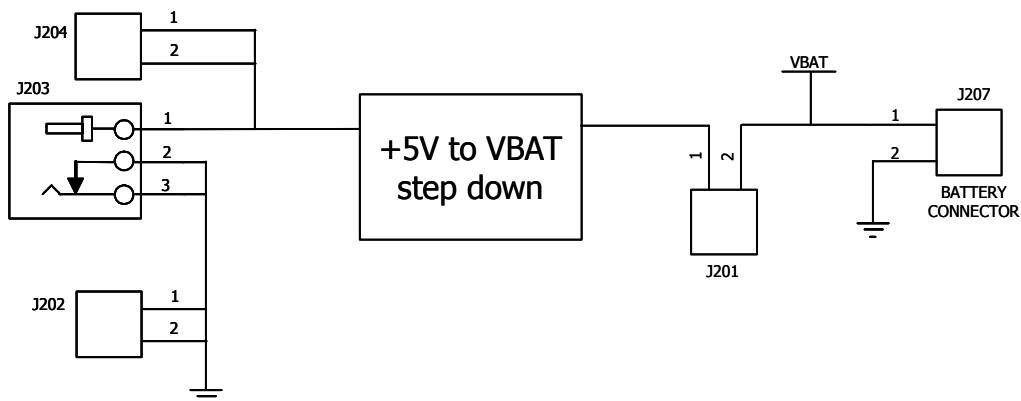 J204
1
2
J203
1
2
3
J202
1
2
+5V to VBAT
step down
1
2
J201
VBAT
J207
1
2
BATTERY
CONNECTOR